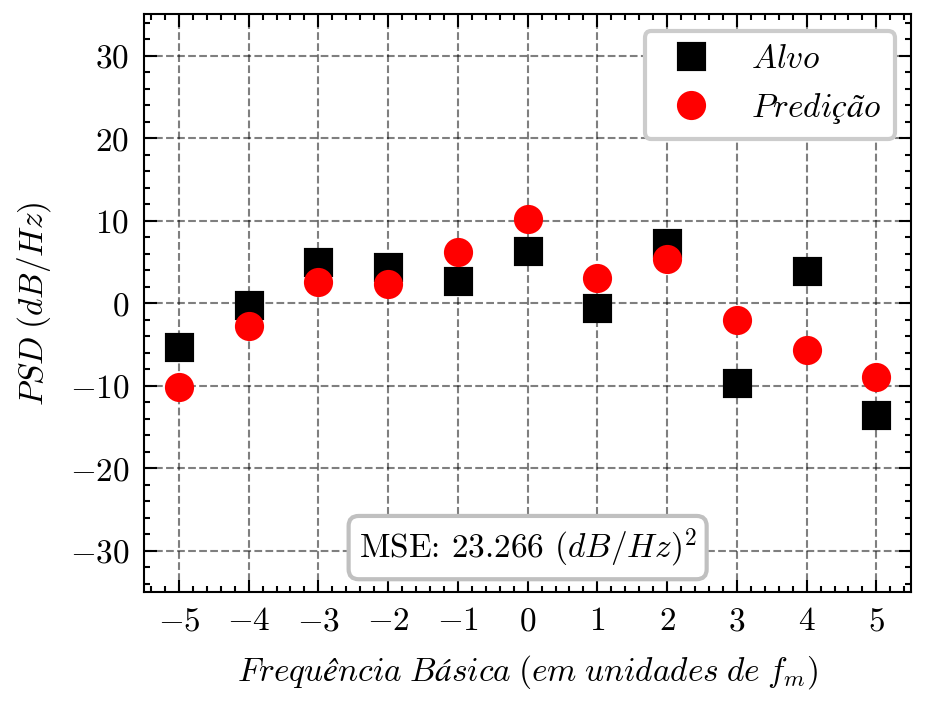 30
20
10
0
−10
−20
−30
PSD (dB/Hz)
Alvo
Predição
MSE: 23.266 (dB/Hz)²
−5 −4 −3 −2 −1 0 1 2 3 4 5
Frequência Básica (em unidades de fₘ)